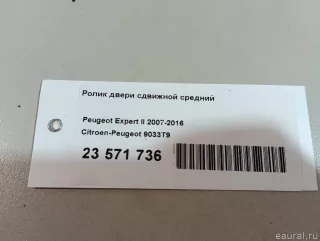 Ролик двери сдвижной средний
Peugeot Expert II 2007-2016
Citroen-Peugeot 9033T9
23 571 736
eaural.ru